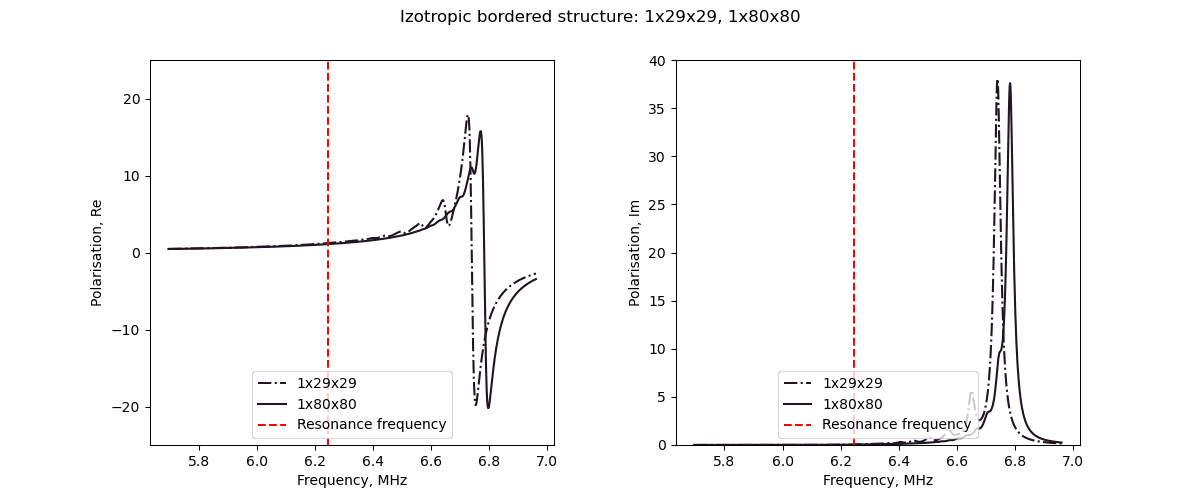 Izotropic bordered structure: 1x29x29, 1x80x80
Polarisation, Re
20
10
0
−10
−20
1x29x29
1x80x80
Resonance frequency
5.8 6.0 6.2 6.4 6.6 6.8 7.0
Frequency, MHz
Polarisation, Im
40
35
30
25
20
15
10
5
0
1x29x29
1x80x80
Resonance frequency
5.8 6.0 6.2 6.4 6.6 6.8 7.0
Frequency, MHz